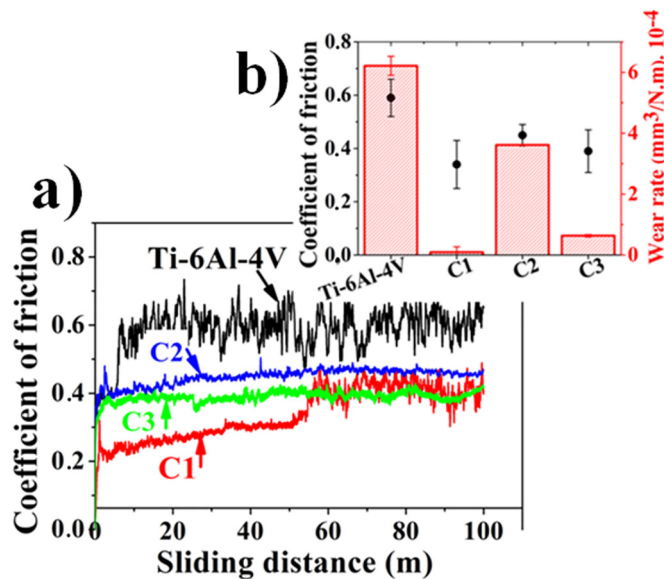 b)
Coefficient of friction
0.8
0.6
0.4
0.2
0.0
Ti-6Al-4V
C1
C2
C3
6
4
2
0
Wear rate (mm³/N.m). 10⁻⁴
a)
Coefficient of friction
0.8
0.6
0.4
0.2
0.0
Ti-6Al-4V
C2
C3
C1
0
20
40
60
80
100
Sliding distance (m)